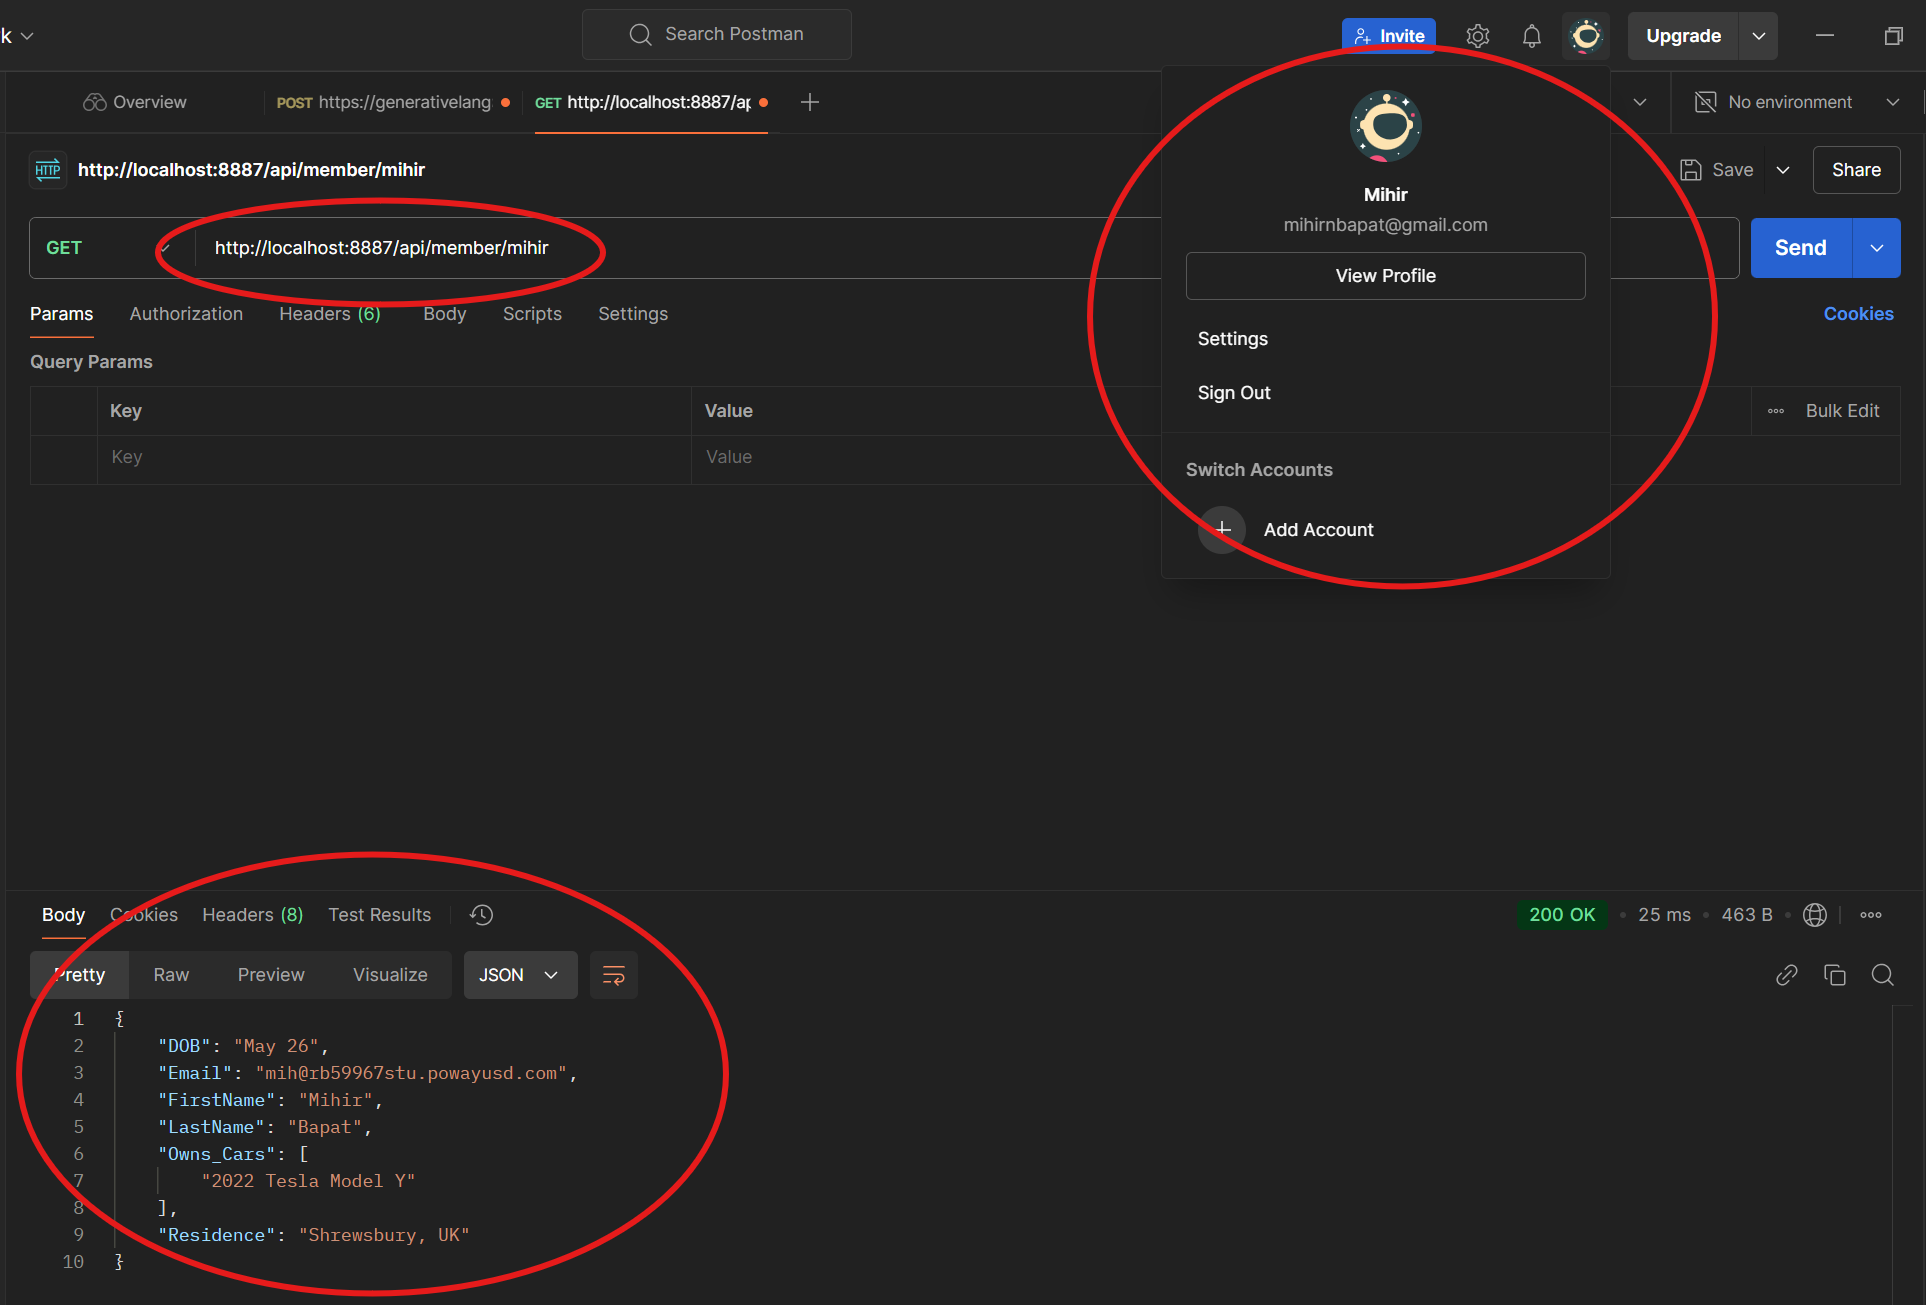 k
Search Postman
Invite
Upgrade
Overview
POST https://generativelang
GET http://localhost:8887/ap
No environment
HTTP
http://localhost:8887/api/member/mihir
Save
Share
GET
http://localhost:8887/api/member/mihir
Send
Params
Authorization
Headers (6)
Body
Scripts
Settings
Cookies
Query Params
Key
Value
Bulk Edit
Key
Value
Mihir
mihirnbapat@gmail.com
View Profile
Settings
Sign Out
Switch Accounts
Add Account
Body
Cookies
Headers (8)
Test Results
200 OK
25 ms
463 B
Pretty
Raw
Preview
Visualize
JSON
1 {
2 "DOB": "May 26",
3 "Email": "mih@rb59967stu.powayusd.com",
4 "FirstName": "Mihir",
5 "LastName": "Bapat",
6 "Owns_Cars": [
7 "2022 Tesla Model Y"
8 ],
9 "Residence": "Shrewsbury, UK"
10 }